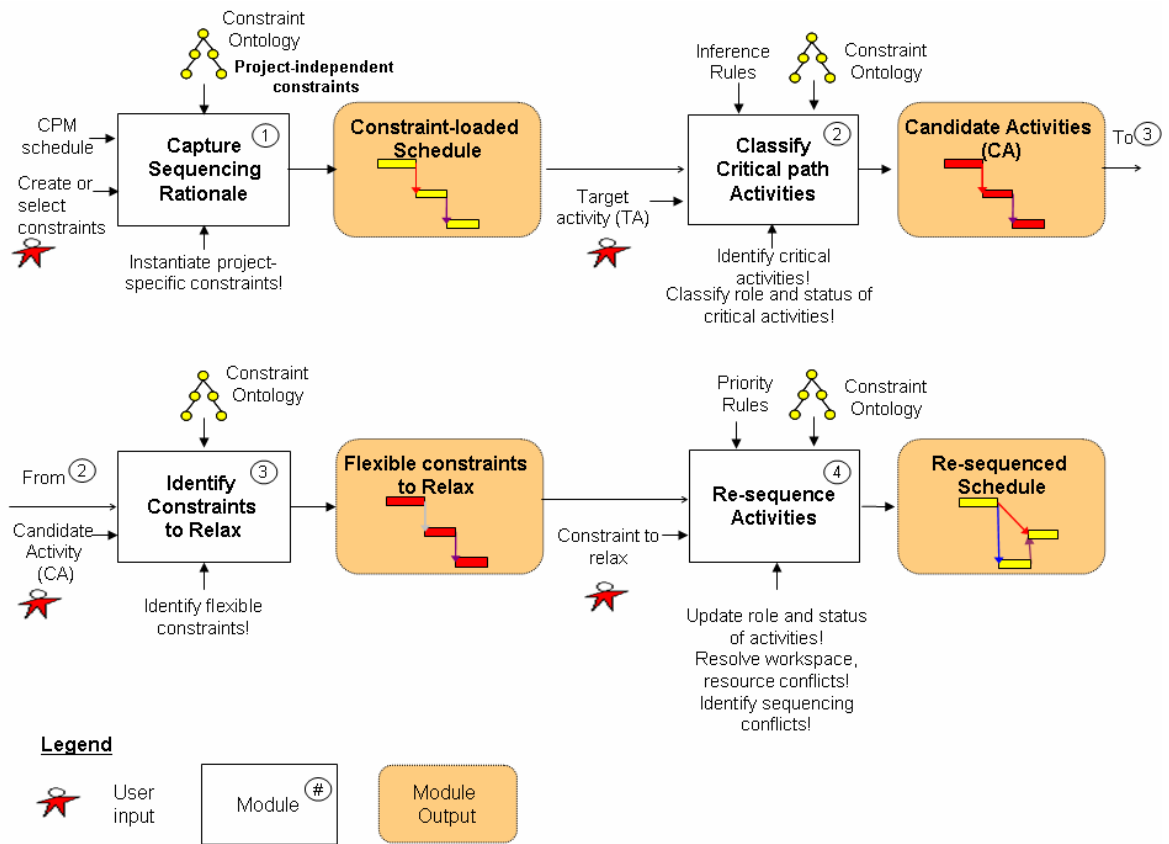 Constraint
Ontology
Project-independent
constraints
CPM
schedule
Create or
select
constraints
1
Capture
Sequencing
Rationale
Instantiate project-
specific constraints!
Constraint-loaded
Schedule
Target
activity (TA)
Inference
Rules
Constraint
Ontology
2
Classify
Critical path
Activities
Identify critical
activities!
Classify role and status of
critical activities!
Candidate Activities
(CA)
To 3
Constraint
Ontology
From 2
Candidate
Activity
(CA)
3
Identify
Constraints
to Relax
Identify flexible
constraints!
Flexible constraints
to Relax
Constraint to
relax
Priority
Rules
Constraint
Ontology
4
Re-sequence
Activities
Update role and status
of activities!
Resolve workspace,
resource conflicts!
Identify sequencing
conflicts!
Re-sequenced
Schedule
Legend
User
input
Module #
Module
Output